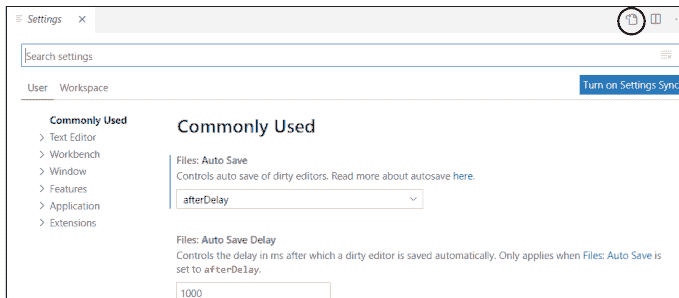 Settings
Search settings
User Workspace
Turn on Settings Sync
Commonly Used
Text Editor
Workbench
Window
Features
Application
Extensions
Commonly Used
Files: Auto Save
Controls auto save of dirty editors. Read more about autosave here.
afterDelay
Files: Auto Save Delay
Controls the delay in ms after which a dirty editor is saved automatically. Only applies when Files: Auto Save is
set to afterDelay.
1000